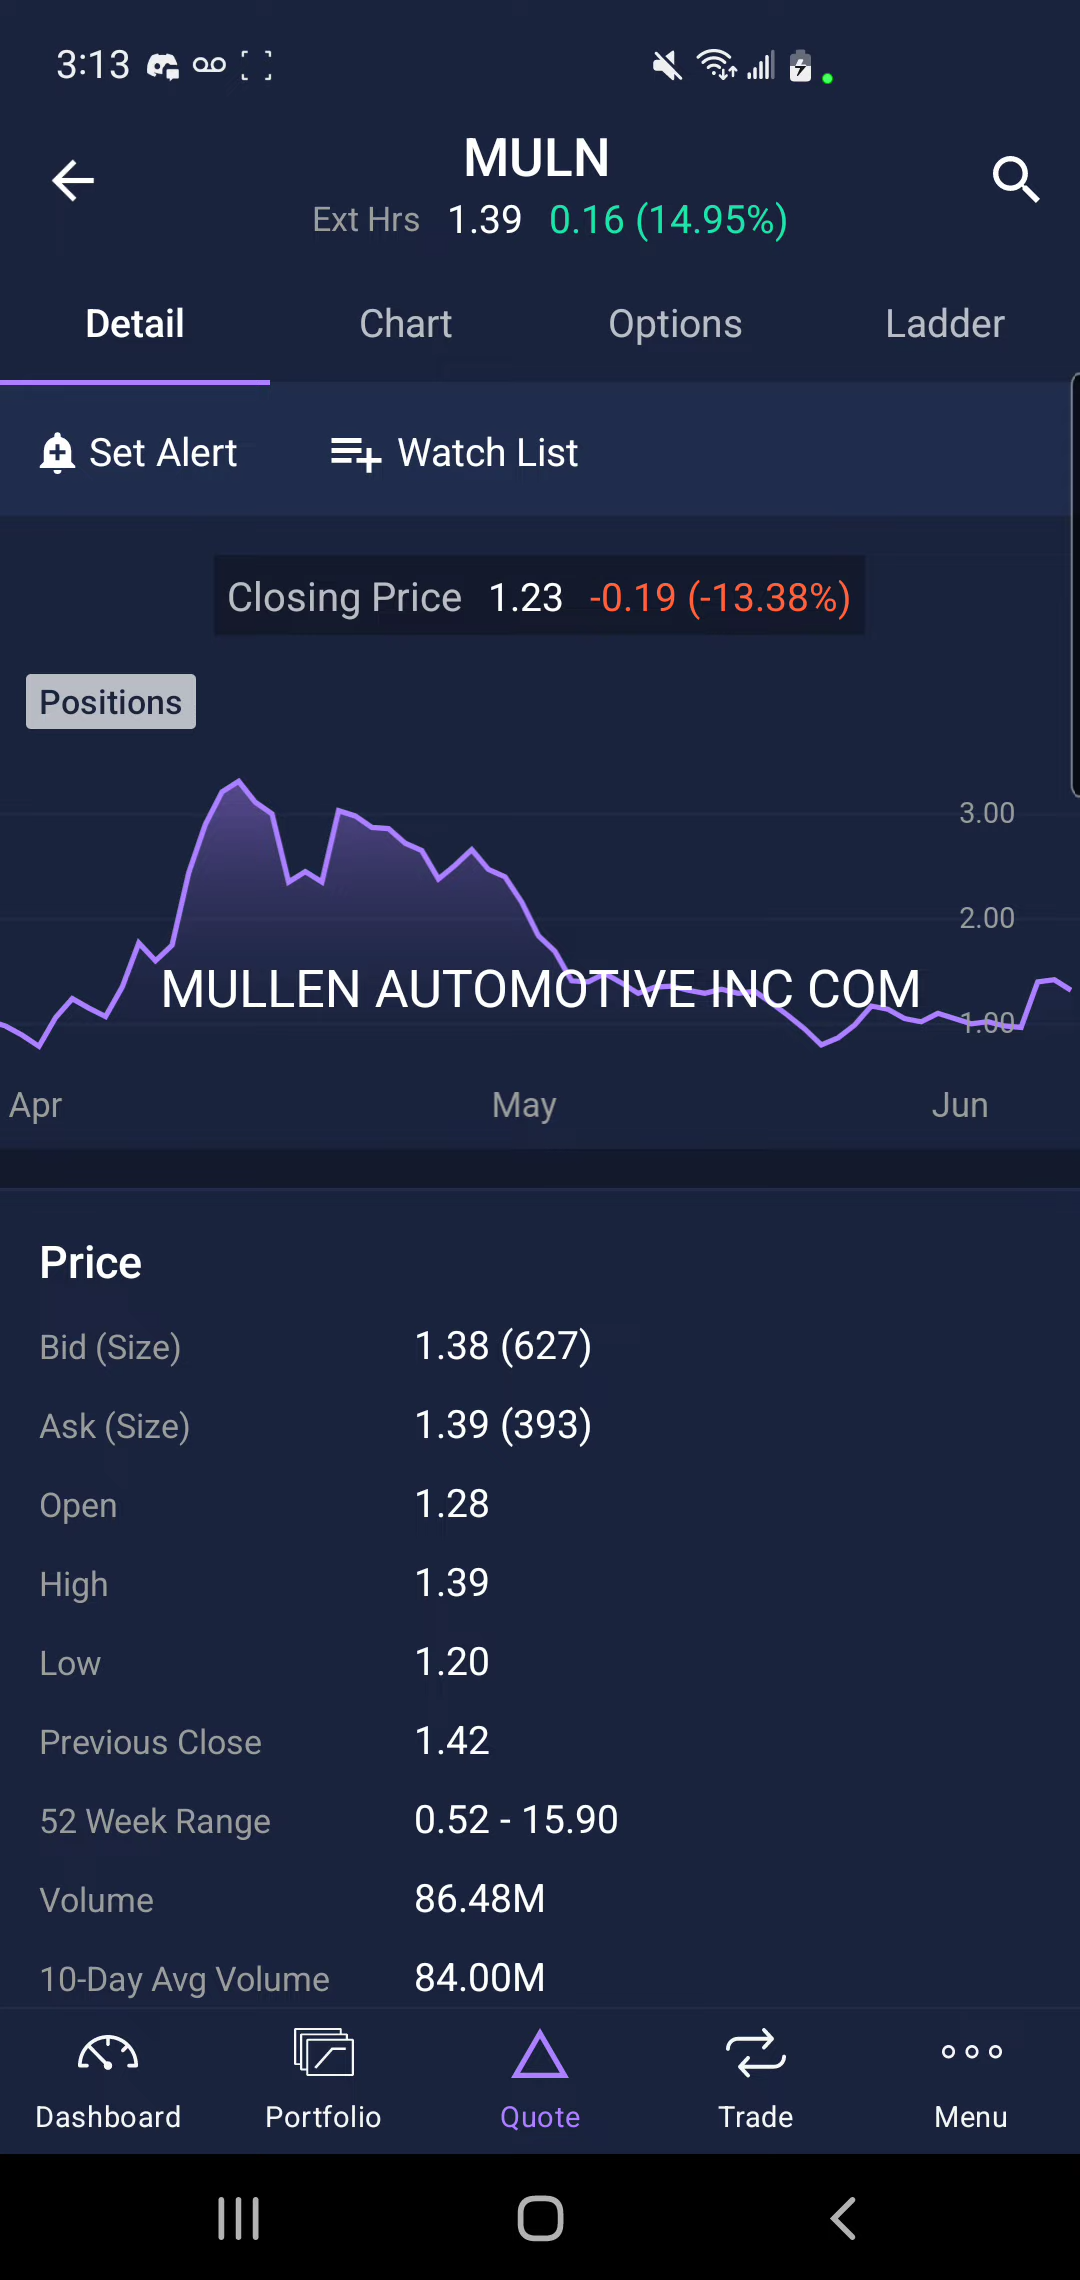 3:13
MULN
Ext Hrs 1.39 0.16 (14.95%)
Detail Chart Options Ladder
Set Alert Watch List
Closing Price 1.23 -0.19 (-13.38%)
Positions
3.00
2.00
MULLEN AUTOMOTIVE INC COM
1.00
Apr May Jun
Price
Bid (Size) 1.38 (627)
Ask (Size) 1.39 (393)
Open 1.28
High 1.39
Low 1.20
Previous Close 1.42
52 Week Range 0.52 - 15.90
Volume 86.48M
10-Day Avg Volume 84.00M
Dashboard Portfolio Quote Trade Menu